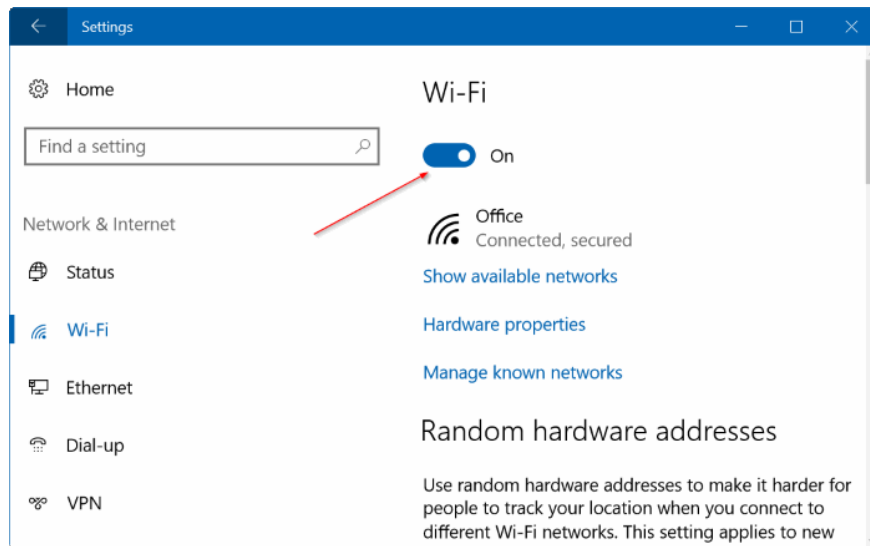 Settings
Home
Find a setting
Network & Internet
Status
Wi-Fi
Ethernet
Dial-up
VPN
Wi-Fi
On
Office
Connected, secured
Show available networks
Hardware properties
Manage known networks
Random hardware addresses
Use random hardware addresses to make it harder for
people to track your location when you connect to
different Wi-Fi networks. This setting applies to new